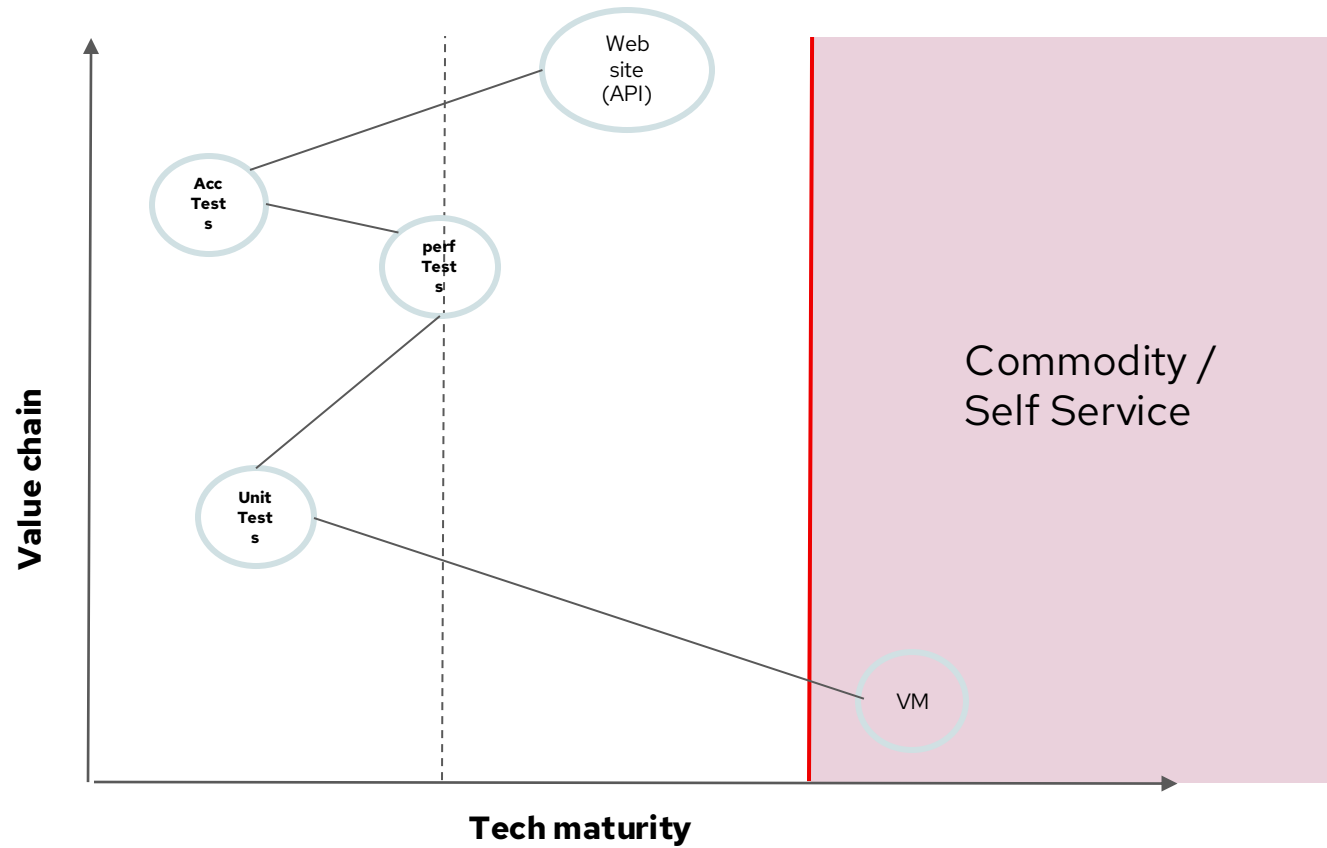 Web
site
(API)
Acc
Test
s
perf
Test
s
Commodity /
Self Service
Value chain
Unit
Test
s
VM
Tech maturity